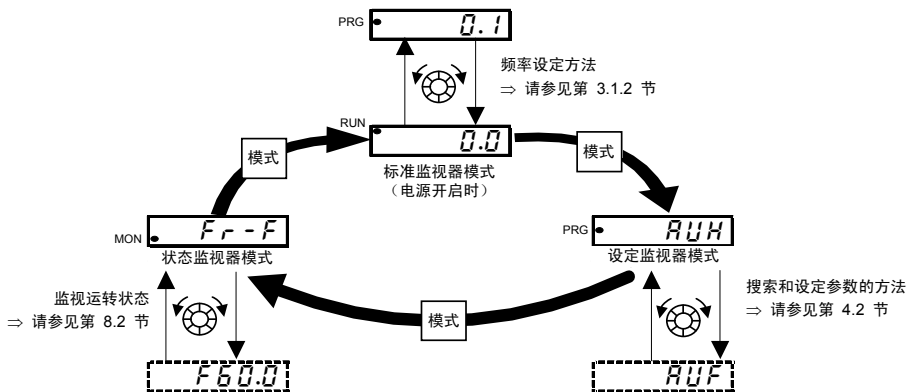 PRG 0.1
频率设定方法
⇒ 请参见第 3.1.2 节
RUN 0.0
模式
模式
标准监视器模式
（电源开启时）
MON Fr-F
PRG AUH
状态监视器模式
设定监视器模式
监视运转状态
⇒ 请参见第 8.2 节
模式
搜索和设定参数的方法
⇒ 请参见第 4.2 节
F60.0
AUF